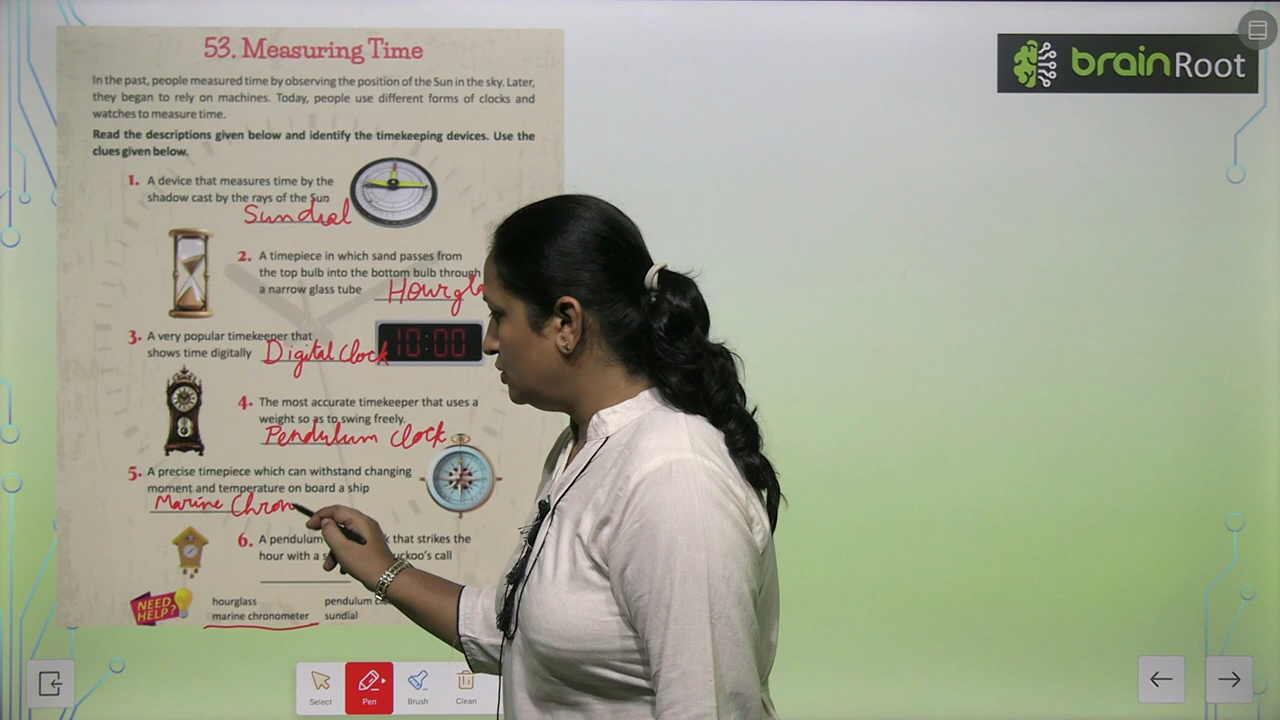 53. Measuring Time
In the past, people measured time by observing the position of the Sun in the sky. Later,
they began to rely on machines. Today, people use different forms of clocks and
watches to measure time.
Read the descriptions given below and identify the timekeeping devices. Use the
clues given below.
1. A device that measures time by the
shadow cast by the rays of the Sun
Sundial
2. A timepiece in which sand passes from
the top bulb into the bottom bulb through
a narrow glass tube Hourgla
3. A very popular timekeeper that
shows time digitally Digital Clock
10:00
4. The most accurate timekeeper that uses a
weight so as to swing freely.
Pendulum Clock
5. A precise timepiece which can withstand changing
moment and temperature on board a ship
Marine Chron
6. A pendulum that strikes the
hour with a call
NEED HELP?
hourglass pendulum
marine chronometer sundial
brainRoot
Select Pen Brush Clean